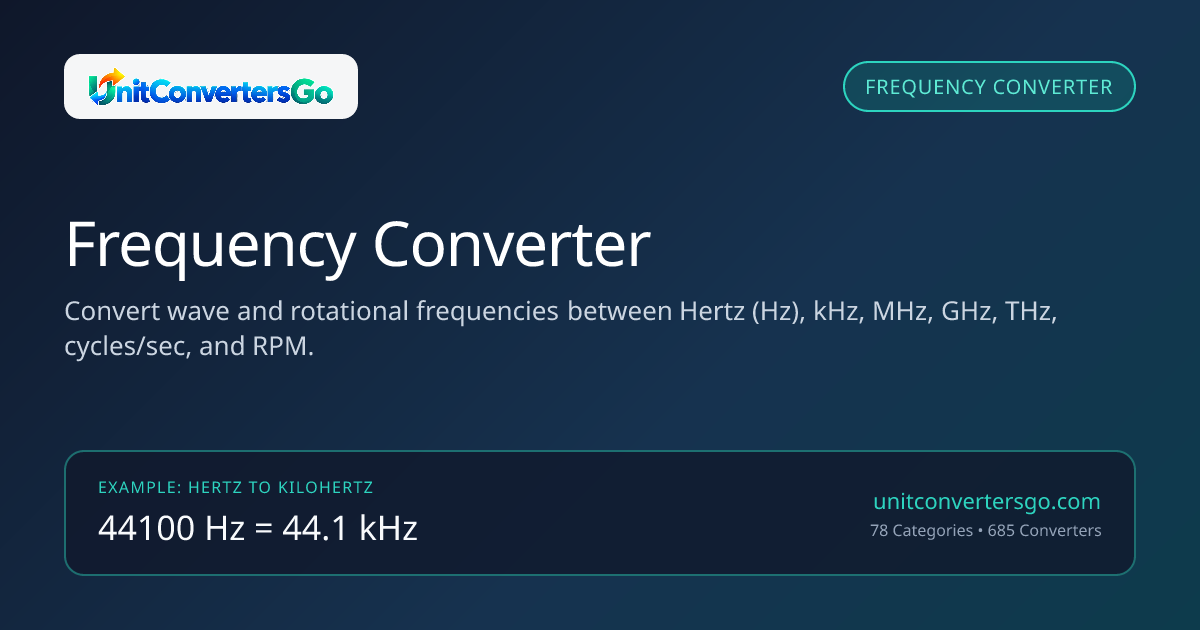 UnitConvertersGo
FREQUENCY CONVERTER
Frequency Converter
Convert wave and rotational frequencies between Hertz (Hz), kHz, MHz, GHz, THz,
cycles/sec, and RPM.
EXAMPLE: HERTZ TO KILOHERTZ
44100 Hz = 44.1 kHz
unitconvertersgo.com
78 Categories • 685 Converters